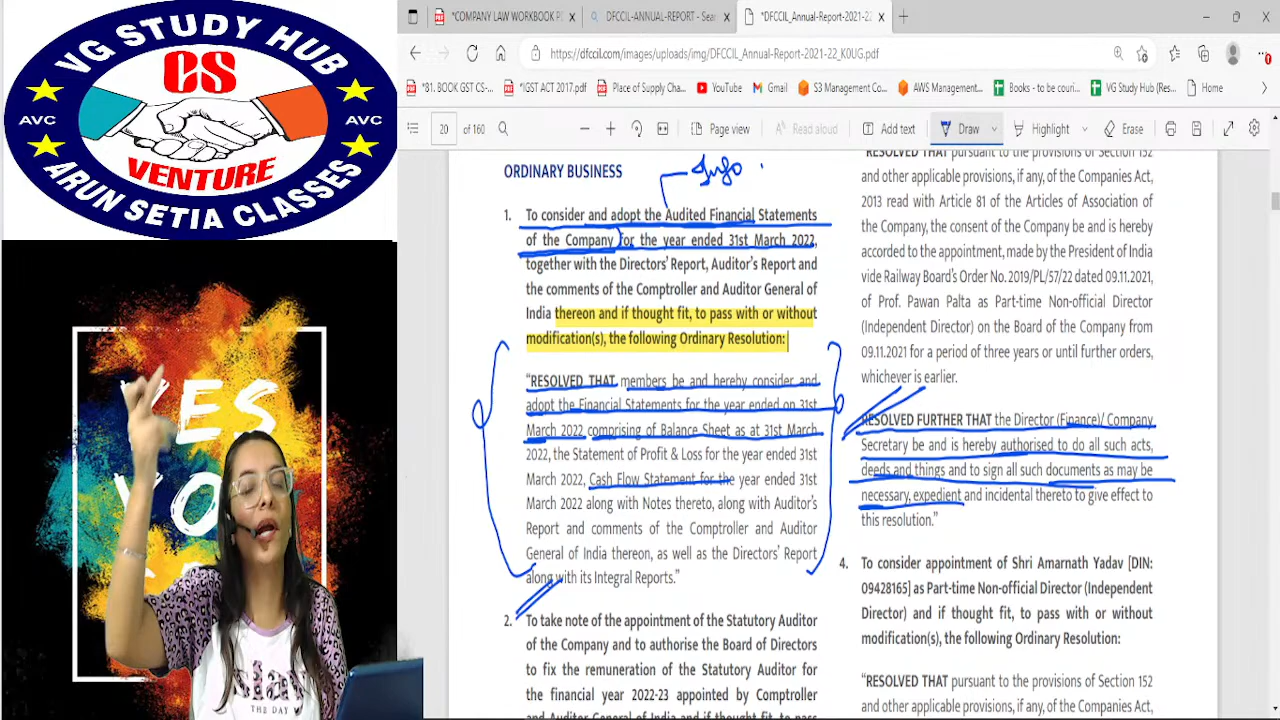 VG STUDY HUB
CS
AVC
AVC
VENTURE
ARUN SETIA CLASSES
YES
YO
THE DAY
*COMPANY LAW WORKBOOK P
DFCCIL-ANNUAL-REPORT - Sear
*DFCCIL_Annual-Report-2021-22
https://dfccil.com/images/uploads/img/DFCCIL_Annual-Report-2021-22_K0UG.pdf
*81. BOOK GST CS-...
*IGST ACT 2017.pdf
Place of Supply Cha...
YouTube
Gmail
S3 Management Co...
AWS Management...
Books - to be court...
VG Study Hub (Res...
Home
20
of 160
Page view
Read aloud
Add text
Draw
Highlight
Erase
ORDINARY BUSINESS
Info
1. To consider and adopt the Audited Financial Statements
of the Company for the year ended 31st March 2022,
together with the Directors' Report, Auditor's Report and
the comments of the Comptroller and Auditor General of
India thereon and if thought fit, to pass with or without
modification(s), the following Ordinary Resolution:
"RESOLVED THAT members be and hereby consider and
adopt the Financial Statements for the year ended on 31st
March 2022 comprising of Balance Sheet as at 31st March
2022, the Statement of Profit & Loss for the year ended 31st
March 2022, Cash Flow Statement for the year ended 31st
March 2022 along with Notes thereto, along with Auditor's
Report and comments of the Comptroller and Auditor
General of India thereon, as well as the Directors' Report
along with its Integral Reports."
2. To take note of the appointment of the Statutory Auditor
of the Company and to authorise the Board of Directors
to fix the remuneration of the Statutory Auditor for
the financial year 2022-23 appointed by Comptroller
and Auditor General of India and if thought fit, to pass
"RESOLVED THAT pursuant to the provisions of Section 152
and other applicable provisions, if any, of the Companies Act,
2013 read with Article 81 of the Articles of Association of
the Company, the consent of the Company be and is hereby
accorded to the appointment, made by the President of India
vide Railway Board's Order No. 2019/PL/57/22 dated 09.11.2021,
of Prof. Pawan Palta as Part-time Non-official Director
(Independent Director) on the Board of the Company from
09.11.2021 for a period of three years or until further orders,
whichever is earlier.
RESOLVED FURTHER THAT the Director (Finance)/ Company
Secretary be and is hereby authorised to do all such acts,
deeds and things and to sign all such documents as may be
necessary, expedient and incidental thereto to give effect to
this resolution."
4. To consider appointment of Shri Amarnath Yadav [DIN:
09428165] as Part-time Non-official Director (Independent
Director) and if thought fit, to pass with or without
modification(s), the following Ordinary Resolution:
"RESOLVED THAT pursuant to the provisions of Section 152
and other applicable provisions, if any, of the Companies Act,